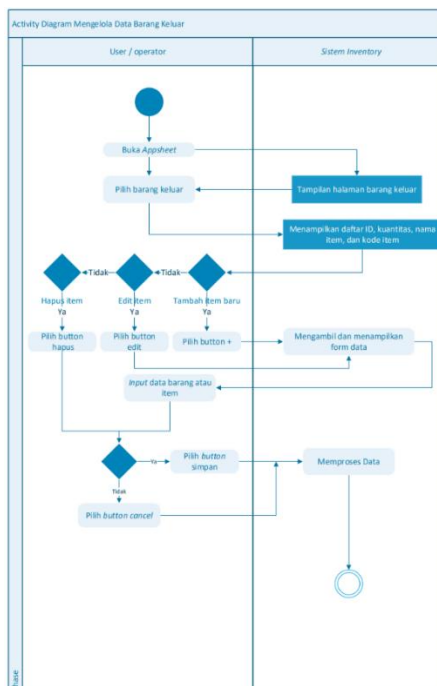 Activity Diagram Mengelola Data Barang Keluar
User / operator
Sistem Inventory
Buka Appsheet
Pilih barang keluar
Tampilan halaman barang keluar
Menampilkan daftar ID, kuantitas, nama
item, dan kode item
Tidak
Tidak
Hapus item
Edit item
Tambah item baru
Ya
Ya
Ya
Pilih button
hapus
Pilih button
edit
Pilih button +
Mengambil dan menampilkan
form data
Input data barang atau
item
Ya
Pilih button
simpan
Memproses Data
Tidak
Pilih button cancel